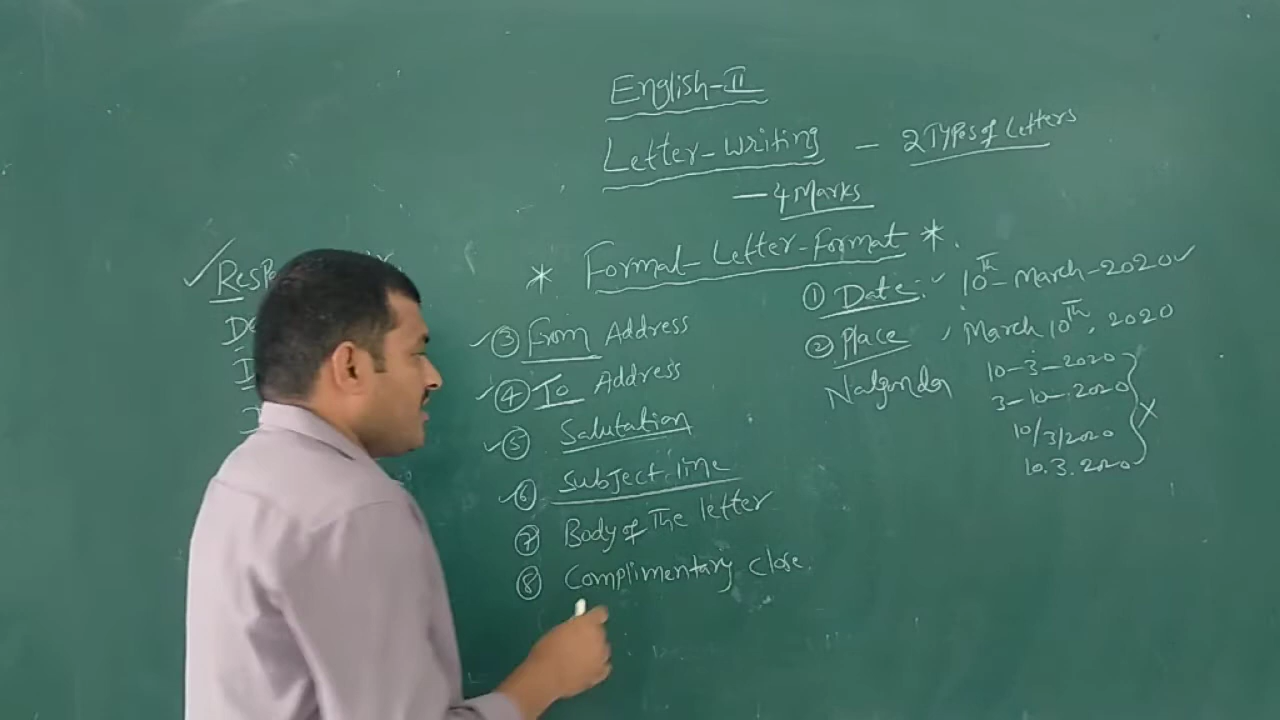 English-II
Letter-Writing – 2 Types of Letters
– 4 Marks
* Formal-Letter-Format *.
① Date: 10th-March-2020 ✓
② Place March 10th, 2020
Nalgonda
10-3-2020
3-10-2020
10/3/2020
10.3.2020
X
✓ ③ From Address
✓ ④ To Address
✓ ⑤ Salutation
✓ ⑥ Subject-line
⑦ Body of The letter
⑧ Complimentary close.